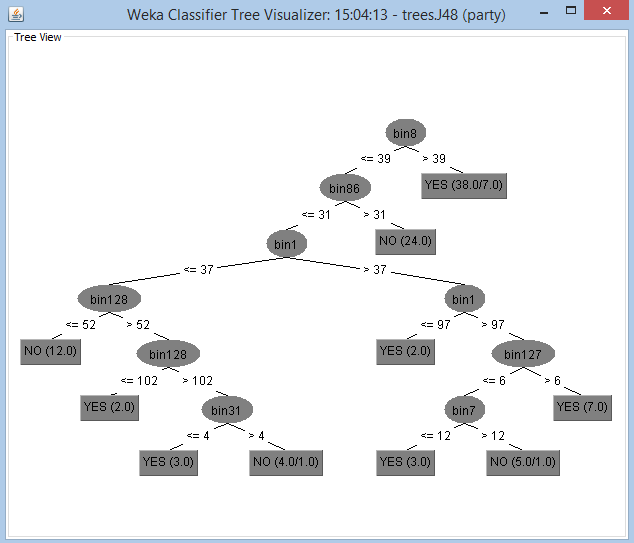 Weka Classifier Tree Visualizer: 15:04:13 - trees.J48 (party)
Tree View
bin8
<= 39 > 39
bin86 YES (38.0/7.0)
<= 31 > 31
bin1 NO (24.0)
<= 37 > 37
bin128 bin1
<= 52 > 52 <= 97 > 97
NO (12.0) bin128 YES (2.0) bin127
<= 102 > 102 <= 6 > 6
YES (2.0) bin31 bin7 YES (7.0)
<= 4 > 4 <= 12 > 12
YES (3.0) NO (4.0/1.0) YES (3.0) NO (5.0/1.0)